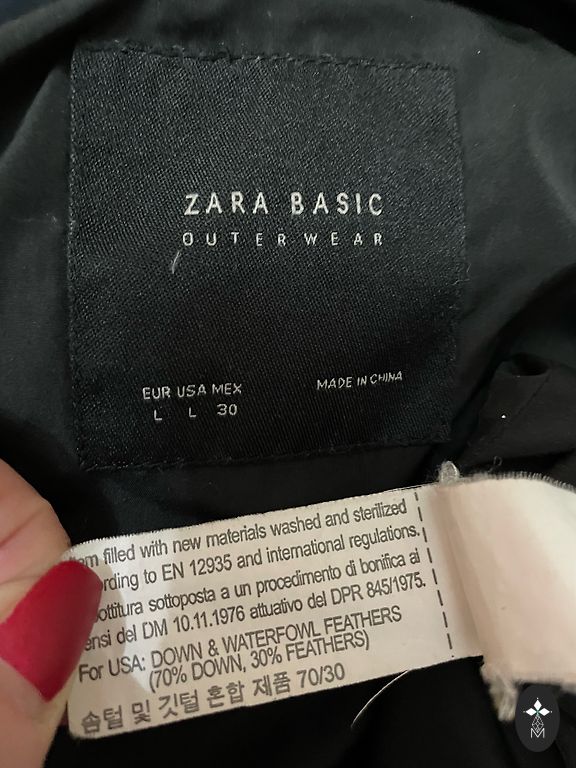 ZARA BASIC
OUTERWEAR
EUR USA MEX
L L 30
MADE IN CHINA
filled with new materials washed and sterilized
to EN 12935 and international regulations.
sottoposta a un procedimento di bonifica ai
del DM 10.11.1976 attuativo del DPR 845/1975.
For USA: DOWN & WATERFOWL FEATHERS
(70% DOWN, 30% FEATHERS)
솜털 및 깃털 혼합 제품 70/30